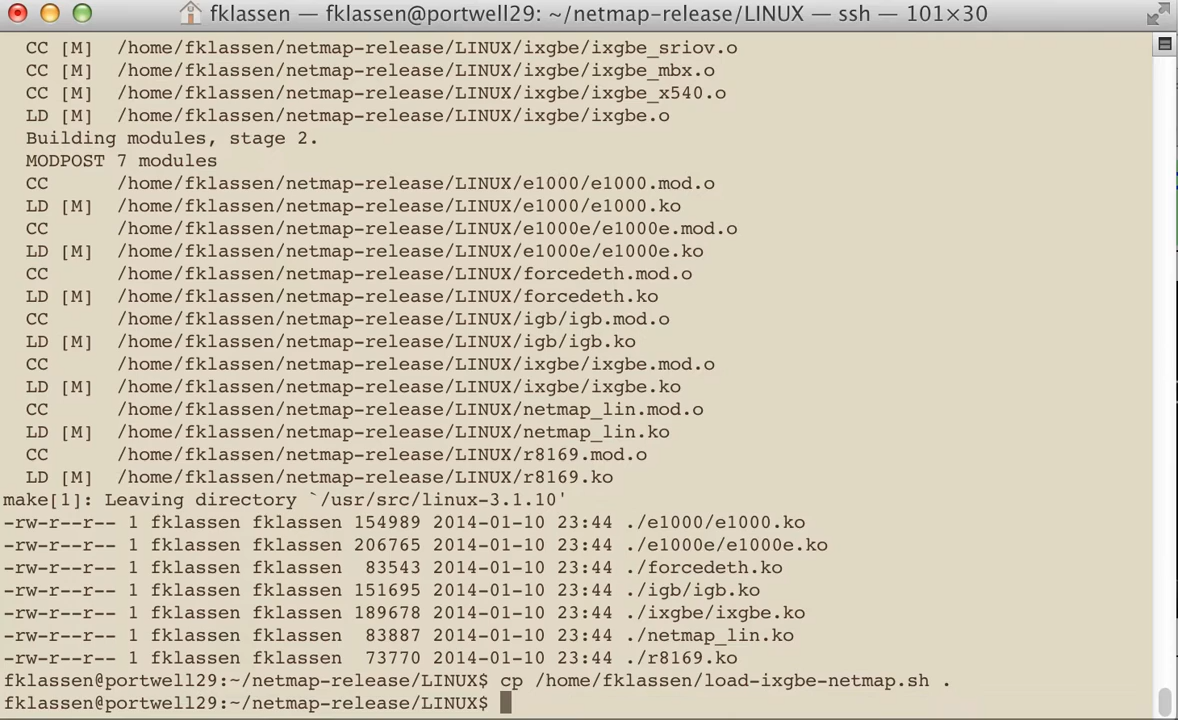 fklassen — fklassen@portwell29: ~/netmap-release/LINUX — ssh — 101×30
CC [M]  /home/fklassen/netmap-release/LINUX/ixgbe/ixgbe_sriov.o
CC [M]  /home/fklassen/netmap-release/LINUX/ixgbe/ixgbe_mbx.o
CC [M]  /home/fklassen/netmap-release/LINUX/ixgbe/ixgbe_x540.o
LD [M]  /home/fklassen/netmap-release/LINUX/ixgbe/ixgbe.o
Building modules, stage 2.
MODPOST 7 modules
CC      /home/fklassen/netmap-release/LINUX/e1000/e1000.mod.o
LD [M]  /home/fklassen/netmap-release/LINUX/e1000/e1000.ko
CC      /home/fklassen/netmap-release/LINUX/e1000e/e1000e.mod.o
LD [M]  /home/fklassen/netmap-release/LINUX/e1000e/e1000e.ko
CC      /home/fklassen/netmap-release/LINUX/forcedeth.mod.o
LD [M]  /home/fklassen/netmap-release/LINUX/forcedeth.ko
CC      /home/fklassen/netmap-release/LINUX/igb/igb.mod.o
LD [M]  /home/fklassen/netmap-release/LINUX/igb/igb.ko
CC      /home/fklassen/netmap-release/LINUX/ixgbe/ixgbe.mod.o
LD [M]  /home/fklassen/netmap-release/LINUX/ixgbe/ixgbe.ko
CC      /home/fklassen/netmap-release/LINUX/netmap_lin.mod.o
LD [M]  /home/fklassen/netmap-release/LINUX/netmap_lin.ko
CC      /home/fklassen/netmap-release/LINUX/r8169.mod.o
LD [M]  /home/fklassen/netmap-release/LINUX/r8169.ko
make[1]: Leaving directory `/usr/src/linux-3.1.10'
-rw-r--r-- 1 fklassen fklassen 154989 2014-01-10 23:44 ./e1000/e1000.ko
-rw-r--r-- 1 fklassen fklassen 206765 2014-01-10 23:44 ./e1000e/e1000e.ko
-rw-r--r-- 1 fklassen fklassen  83543 2014-01-10 23:44 ./forcedeth.ko
-rw-r--r-- 1 fklassen fklassen 151695 2014-01-10 23:44 ./igb/igb.ko
-rw-r--r-- 1 fklassen fklassen 189678 2014-01-10 23:44 ./ixgbe/ixgbe.ko
-rw-r--r-- 1 fklassen fklassen  83887 2014-01-10 23:44 ./netmap_lin.ko
-rw-r--r-- 1 fklassen fklassen  73770 2014-01-10 23:44 ./r8169.ko
fklassen@portwell29:~/netmap-release/LINUX$ cp /home/fklassen/load-ixgbe-netmap.sh .
fklassen@portwell29:~/netmap-release/LINUX$